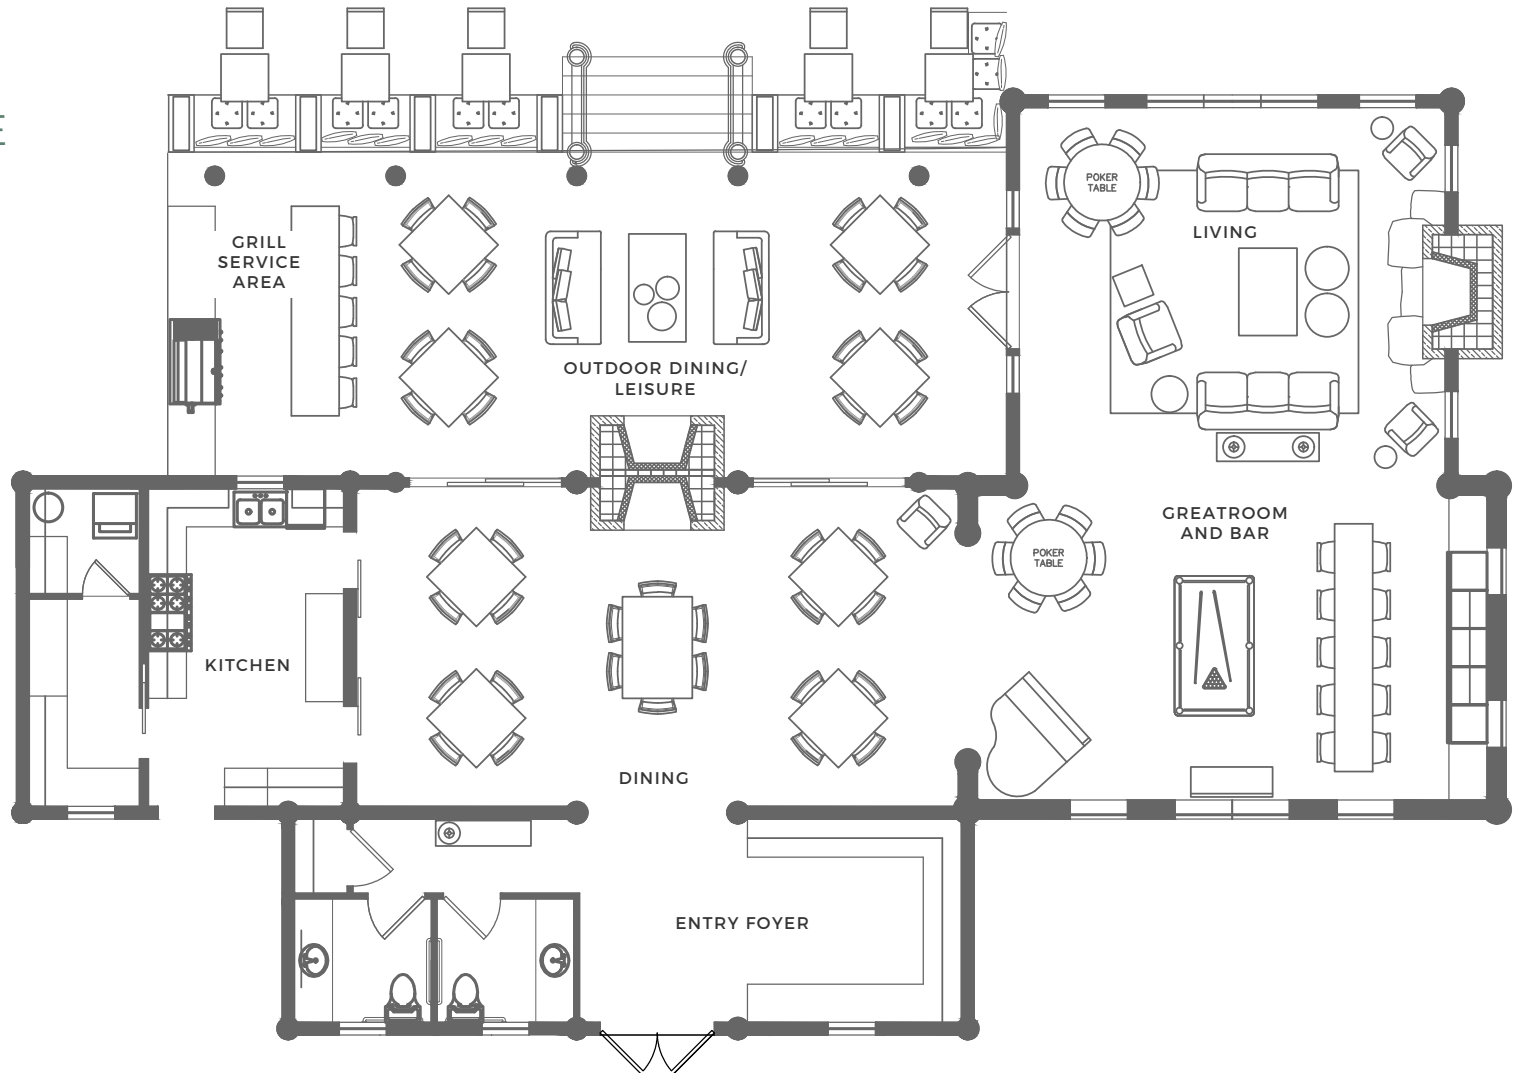 E
POKER
TABLE
LIVING
GRILL
SERVICE
AREA
OUTDOOR DINING/
LEISURE
GREATROOM
AND BAR
POKER
TABLE
KITCHEN
DINING
ENTRY FOYER